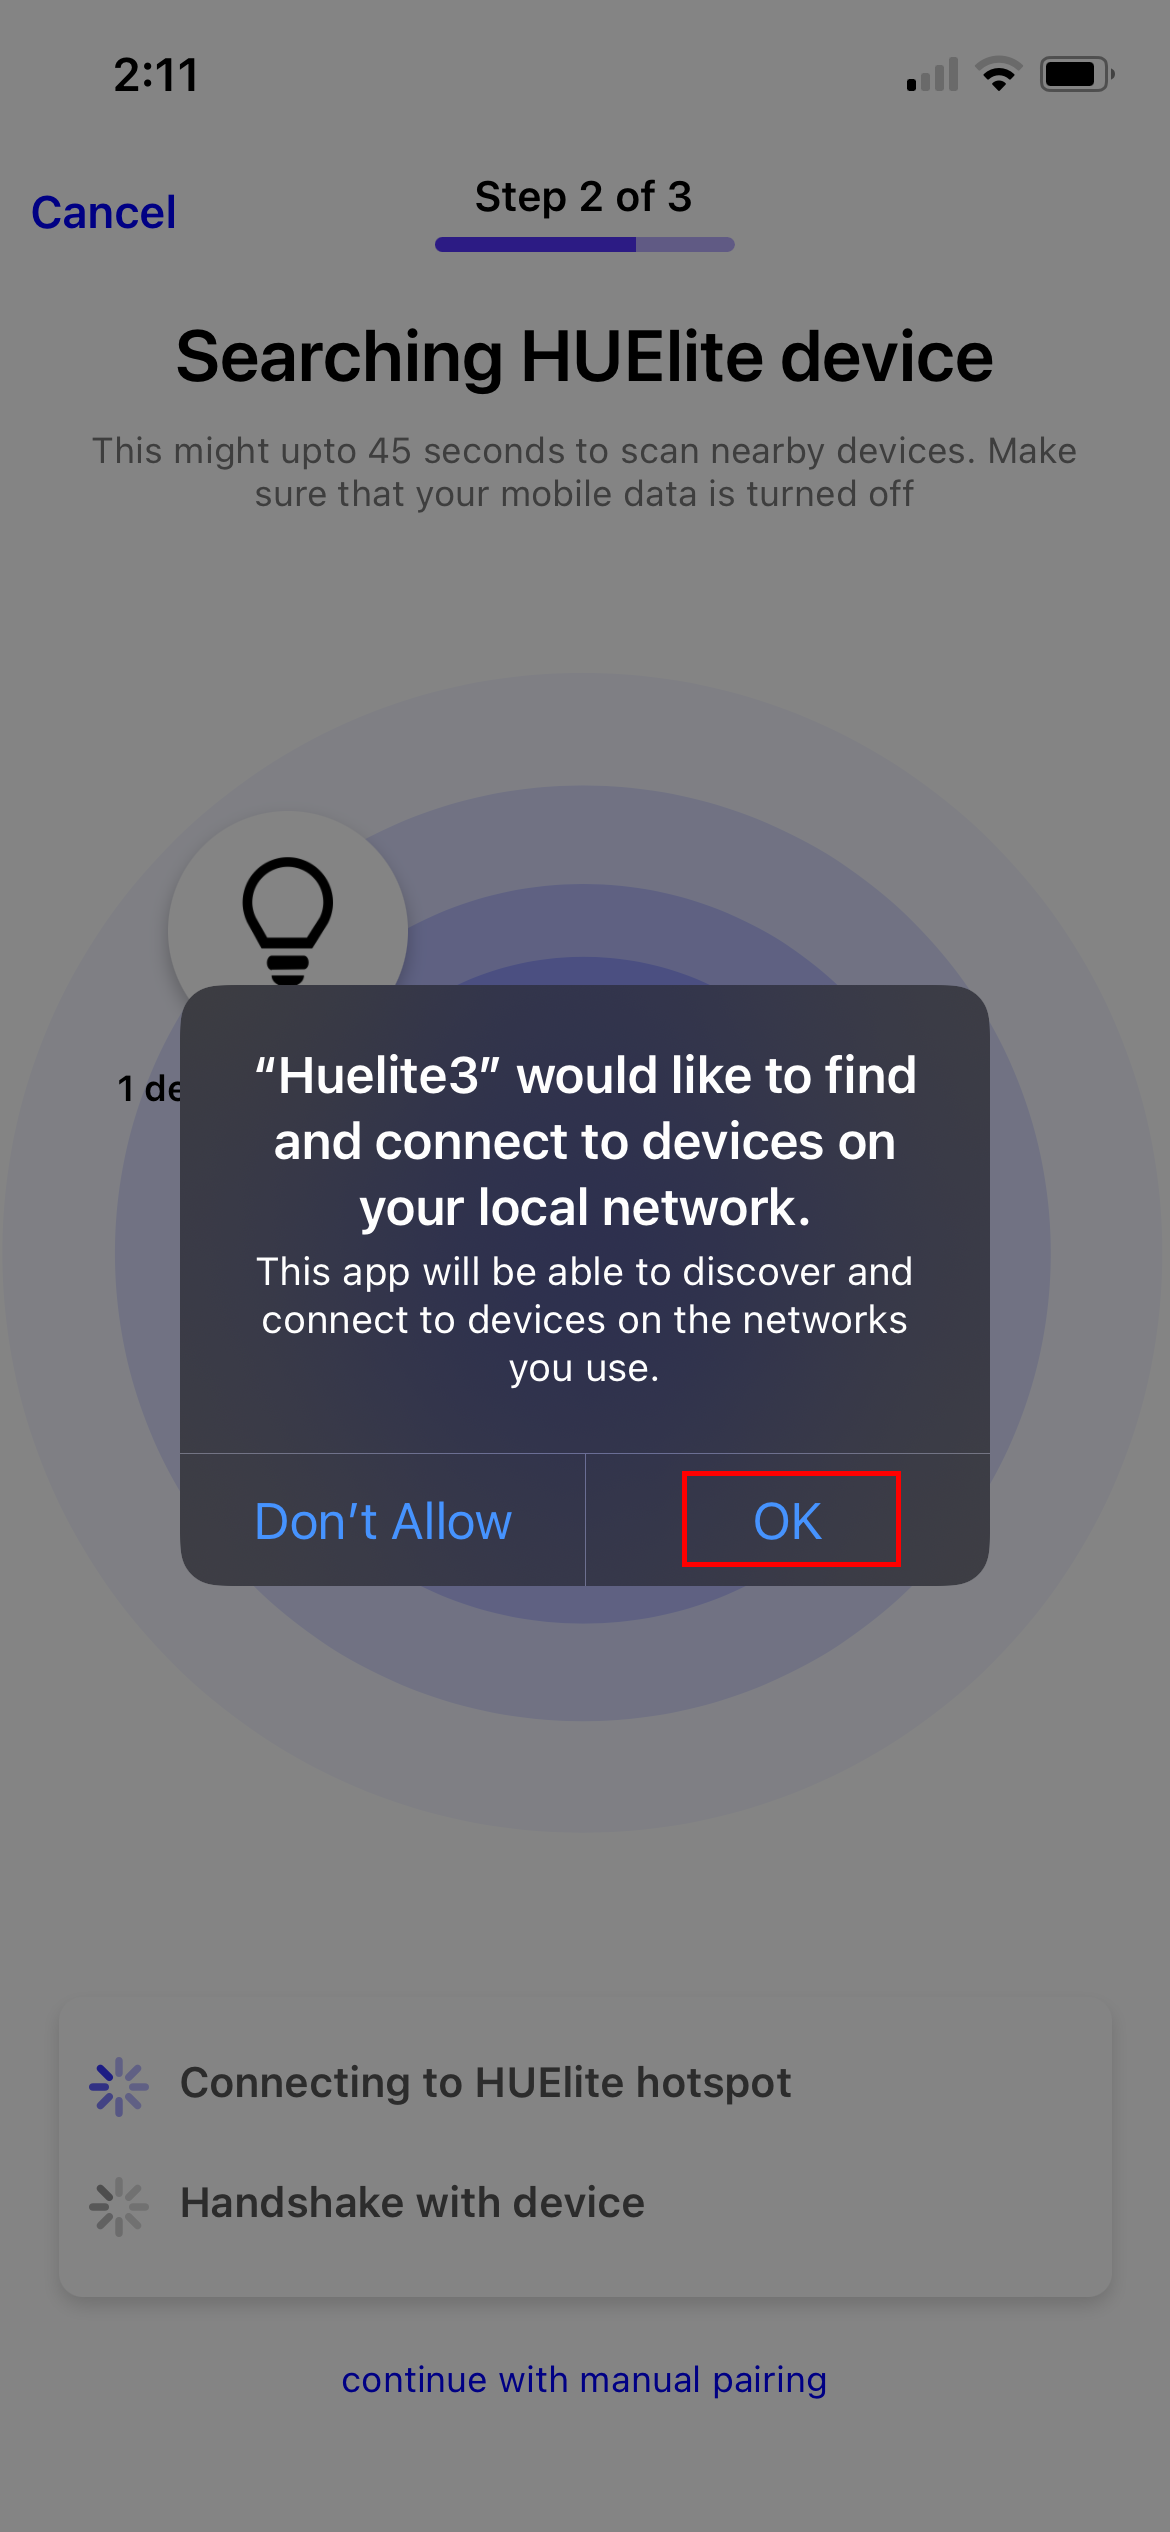 2:11
Cancel
Step 2 of 3
Searching HUElite device
This might upto 45 seconds to scan nearby devices. Make
sure that your mobile data is turned off
1 de
“Huelite3” would like to find
and connect to devices on
your local network.
This app will be able to discover and
connect to devices on the networks
you use.
Don’t Allow
OK
Connecting to HUElite hotspot
Handshake with device
continue with manual pairing